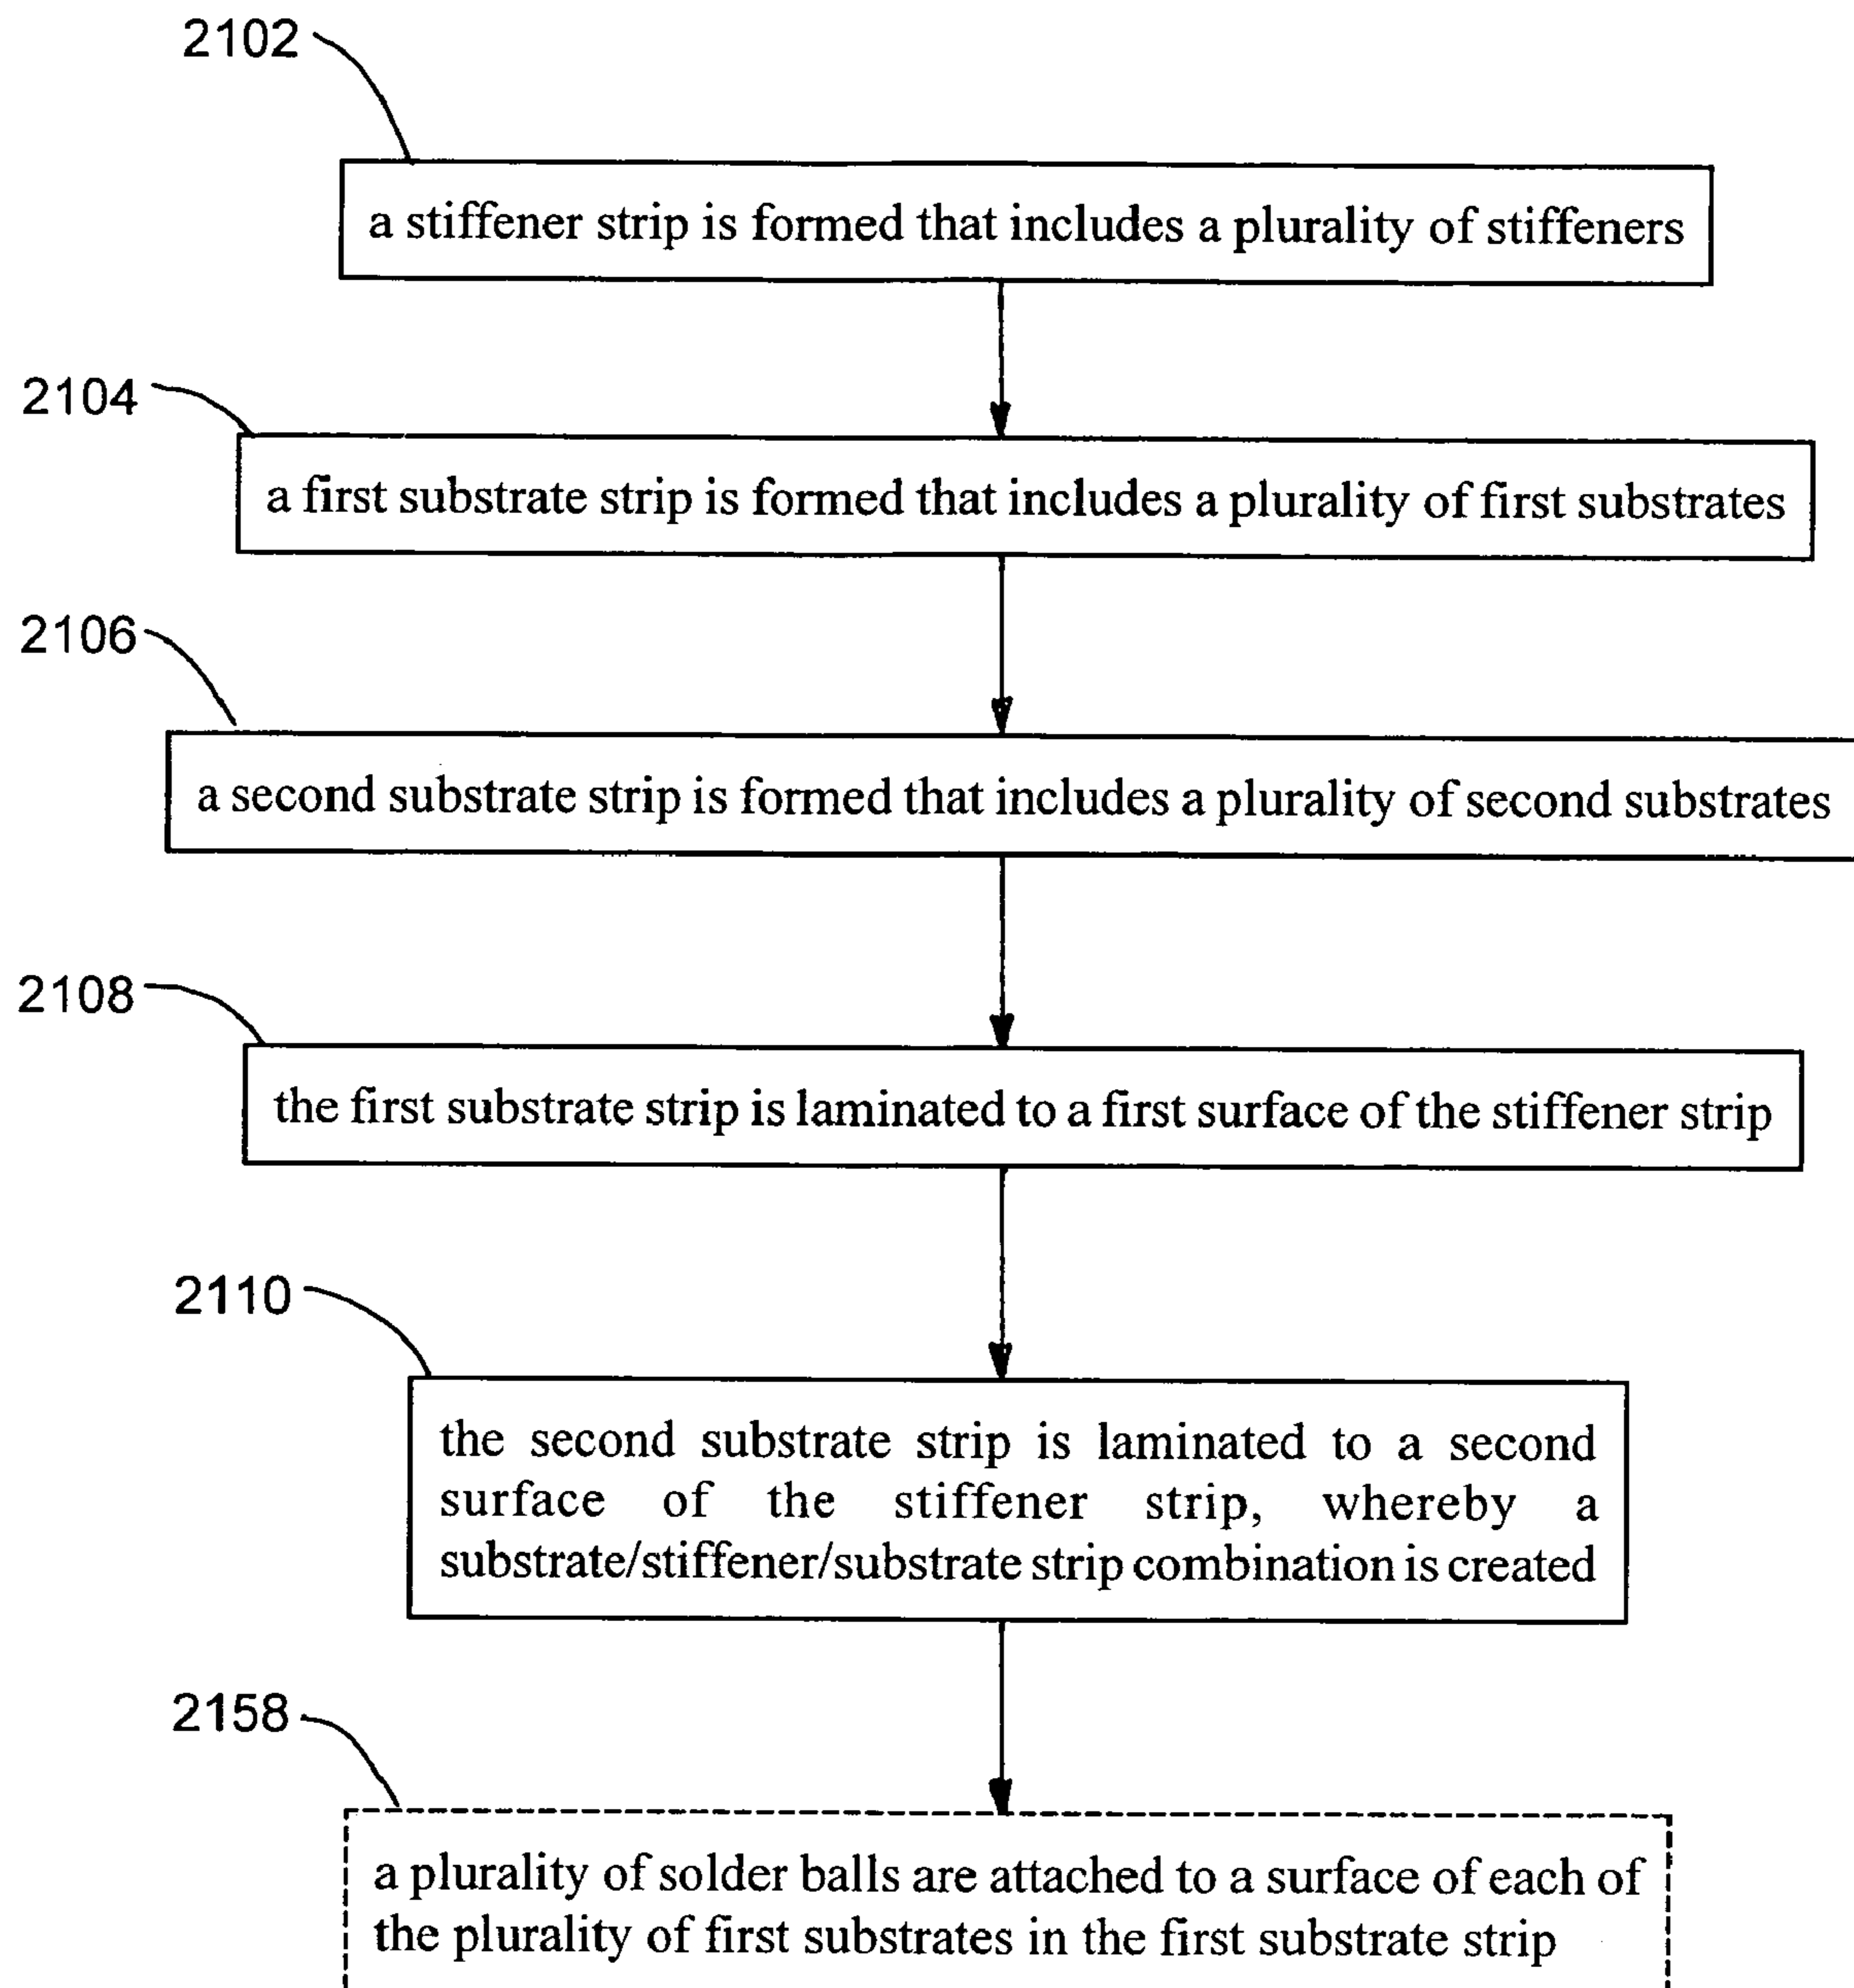 2102
a stiffener strip is formed that includes a plurality of stiffeners
2104
a first substrate strip is formed that includes a plurality of first substrates
2106
a second substrate strip is formed that includes a plurality of second substrates
2108
the first substrate strip is laminated to a first surface of the stiffener strip
2110
the second substrate strip is laminated to a second
surface of the stiffener strip, whereby a
substrate/stiffener/substrate strip combination is created
2158
a plurality of solder balls are attached to a surface of each of
the plurality of first substrates in the first substrate strip